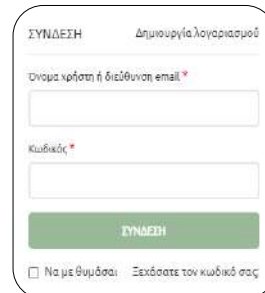 ΣΥΝΔΕΣΗ Δημιουργία λογαριασμού
Όνομα χρήστη ή διεύθυνση email *
Κωδικός *
ΣΥΝΔΕΣΗ
Να με θυμάσαι Ξεχάσατε τον κωδικό σας;